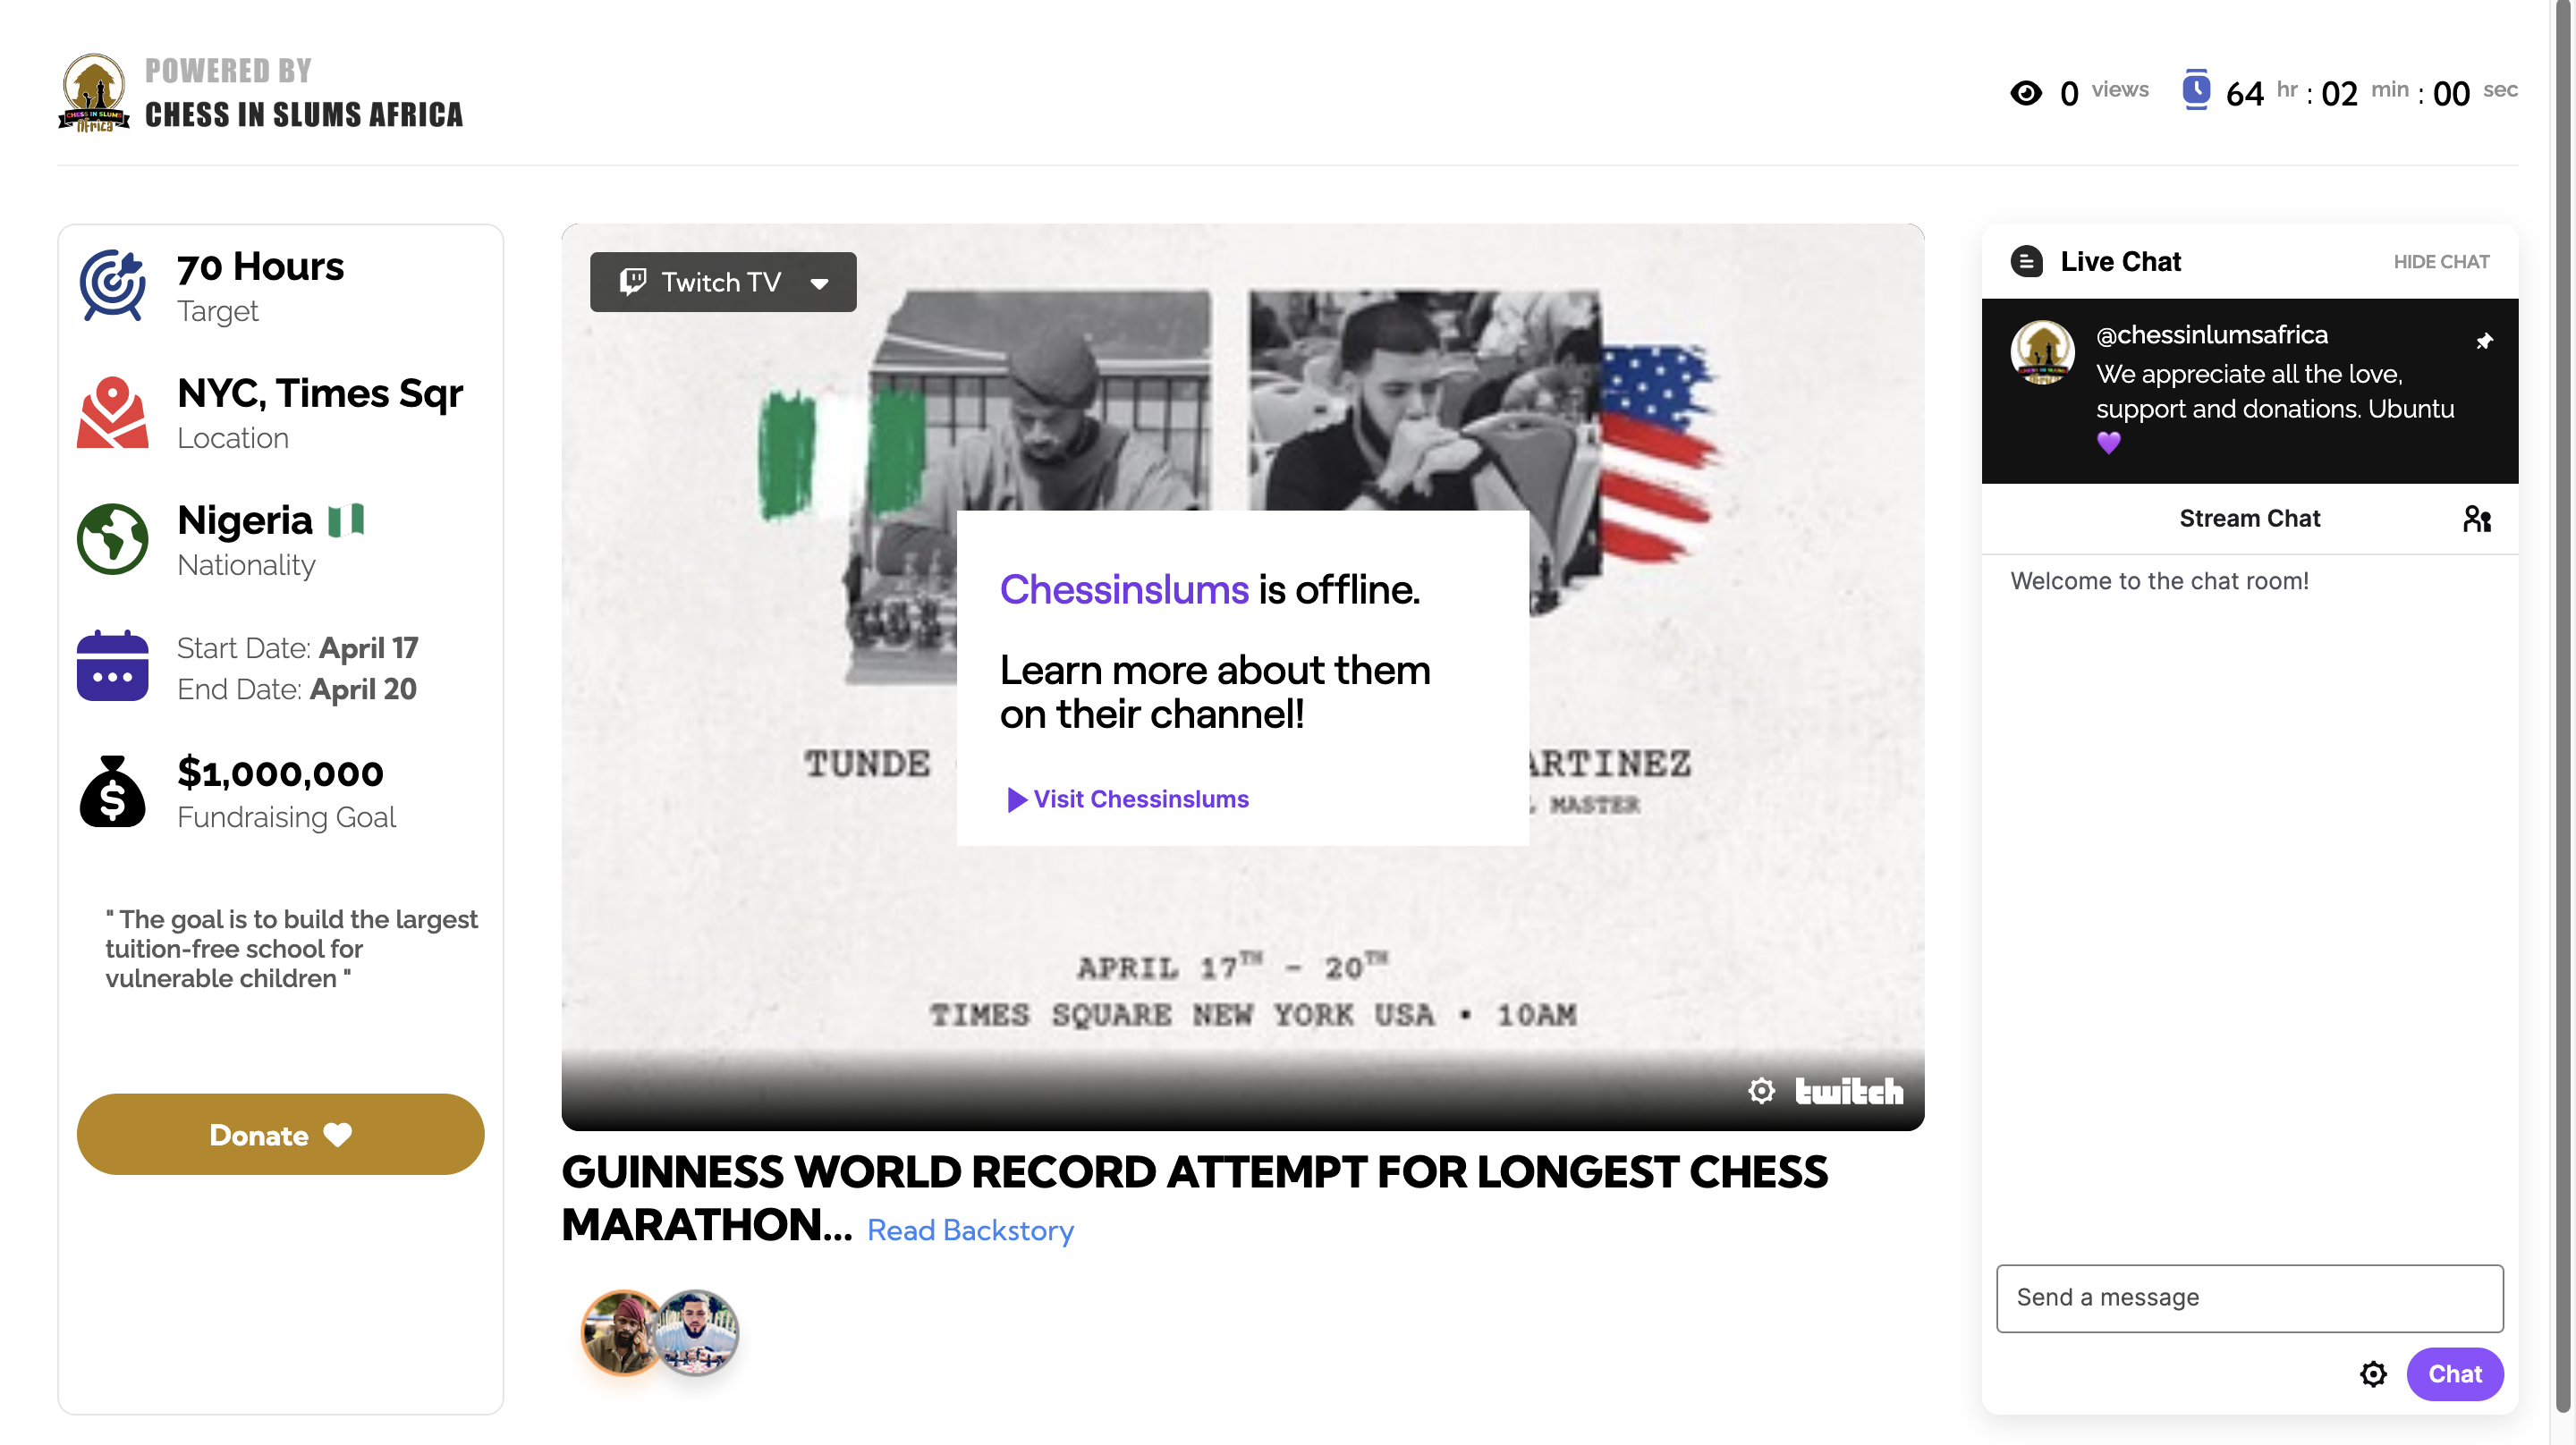 POWERED BY
CHESS IN SLUMS AFRICA
CHESS IN SLUMS
Africa
0 views 64 hr : 02 min : 00 sec
70 Hours
Target
NYC, Times Sqr
Location
Nigeria 🇳🇬
Nationality
Start Date: April 17
End Date: April 20
$1,000,000
Fundraising Goal
" The goal is to build the largest
tuition-free school for
vulnerable children "
Donate
Twitch TV
Chessinslums is offline.
Learn more about them
on their channel!
Visit Chessinslums
TUNDE
ARTINEZ
MASTER
APRIL 17TH - 20TH
TIMES SQUARE NEW YORK USA • 10AM
twitch
GUINNESS WORLD RECORD ATTEMPT FOR LONGEST CHESS
MARATHON... Read Backstory
Live Chat HIDE CHAT
@chessinlumsafrica
We appreciate all the love,
support and donations. Ubuntu
💜
Stream Chat
Welcome to the chat room!
Send a message
Chat